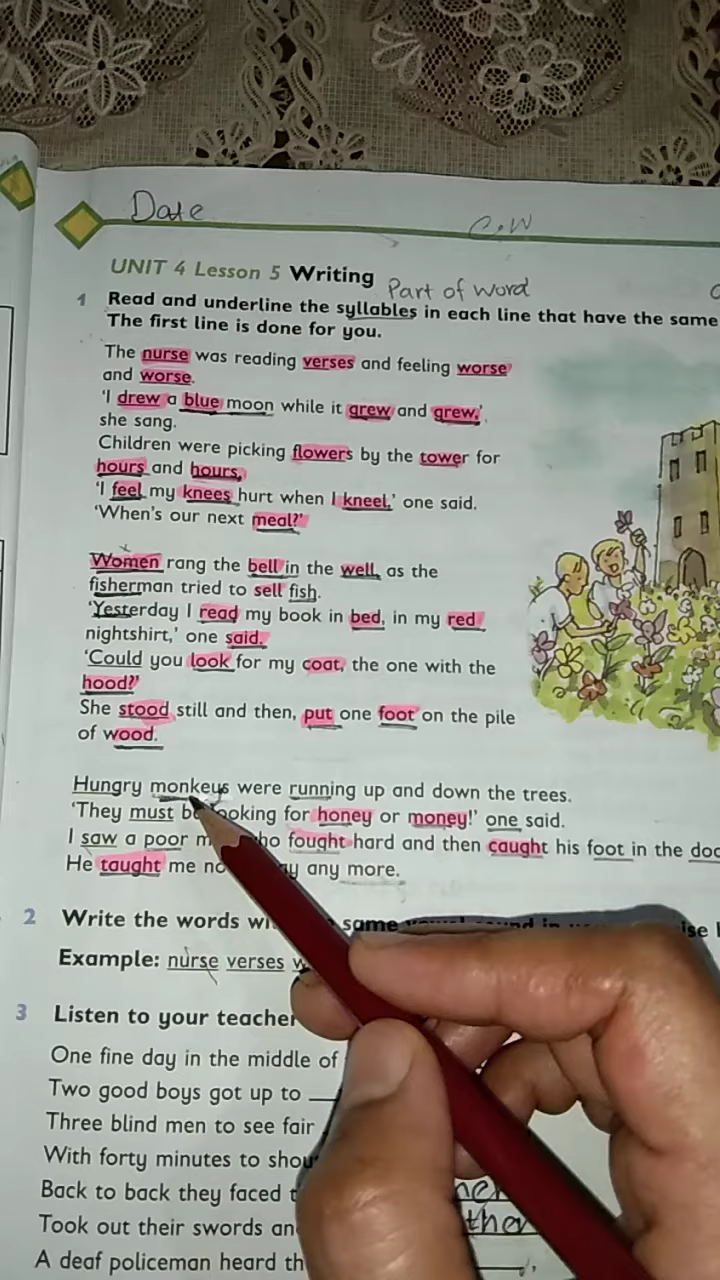 Date
C.W
UNIT 4 Lesson 5 Writing
Part of word
1 Read and underline the syllables in each line that have the same
The first line is done for you.
The nurse was reading verses and feeling worse
and worse.
'I drew a blue moon while it grew and grew,'
she sang.
Children were picking flowers by the tower for
hours and hours,
'I feel my knees hurt when I kneel,' one said.
'When's our next meal?'
Women rang the bell in the well, as the
fisherman tried to sell fish.
'Yesterday I read my book in bed, in my red
nightshirt,' one said.
'Could you look for my coat, the one with the
hood?'
She stood still and then, put one foot on the pile
of wood.
Hungry monkeys were running up and down the trees.
'They must looking for honey or money!' one said.
I saw a poor fought hard and then caught his foot in the
He taught me any more.
2 Write the words same
Example: nurse verses
3 Listen to your teacher
One fine day in the middle of
Two good boys got up to
Three blind men to see fair
With forty minutes to
Back to back they faced
Took out their swords
A deaf policeman heard